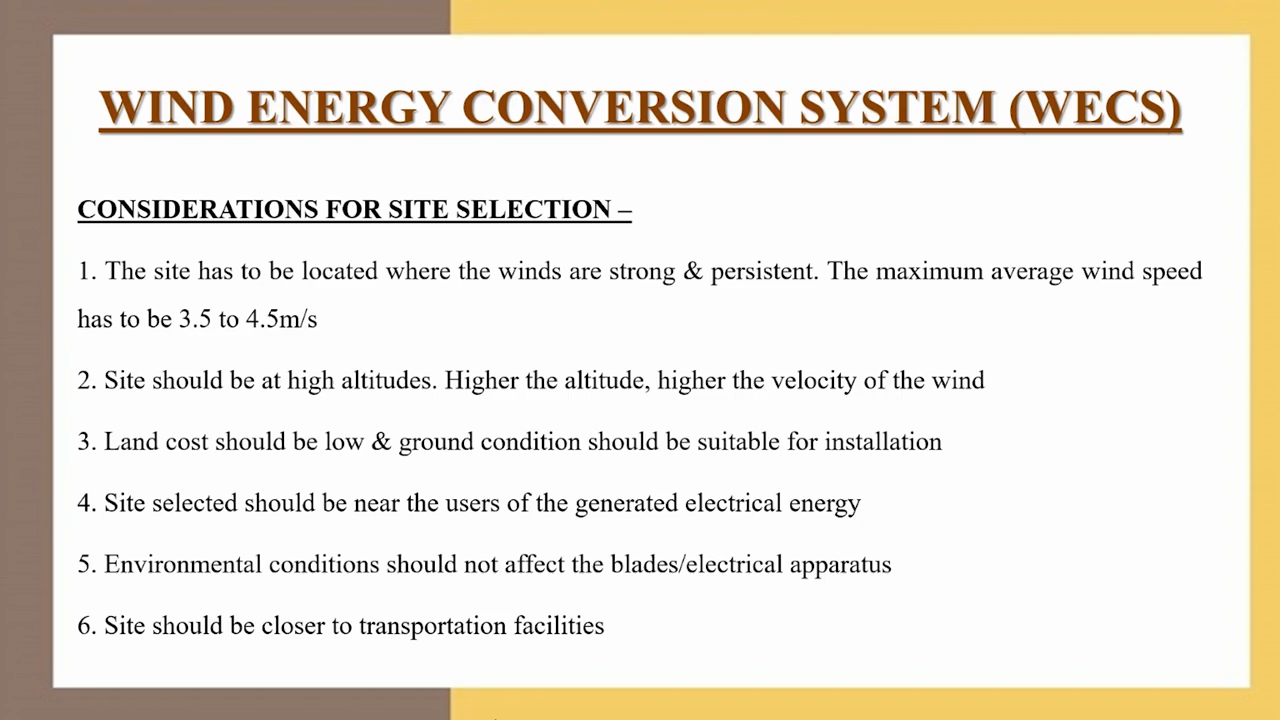 WIND ENERGY CONVERSION SYSTEM (WECS)
CONSIDERATIONS FOR SITE SELECTION –
1. The site has to be located where the winds are strong & persistent. The maximum average wind speed
has to be 3.5 to 4.5m/s
2. Site should be at high altitudes. Higher the altitude, higher the velocity of the wind
3. Land cost should be low & ground condition should be suitable for installation
4. Site selected should be near the users of the generated electrical energy
5. Environmental conditions should not affect the blades/electrical apparatus
6. Site should be closer to transportation facilities